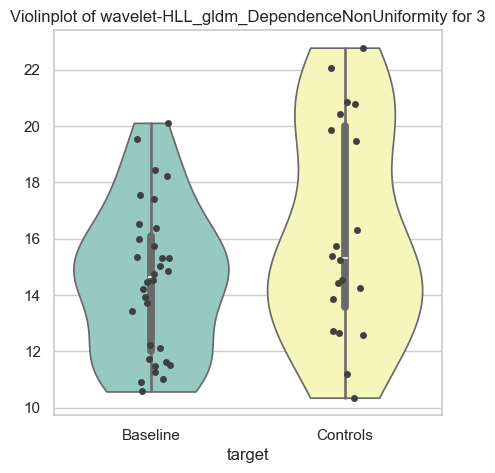 Violinplot of wavelet-HLL_gldm_DependenceNonUniformity for 3
22
20
18
16
14
12
10
Baseline Controls
target